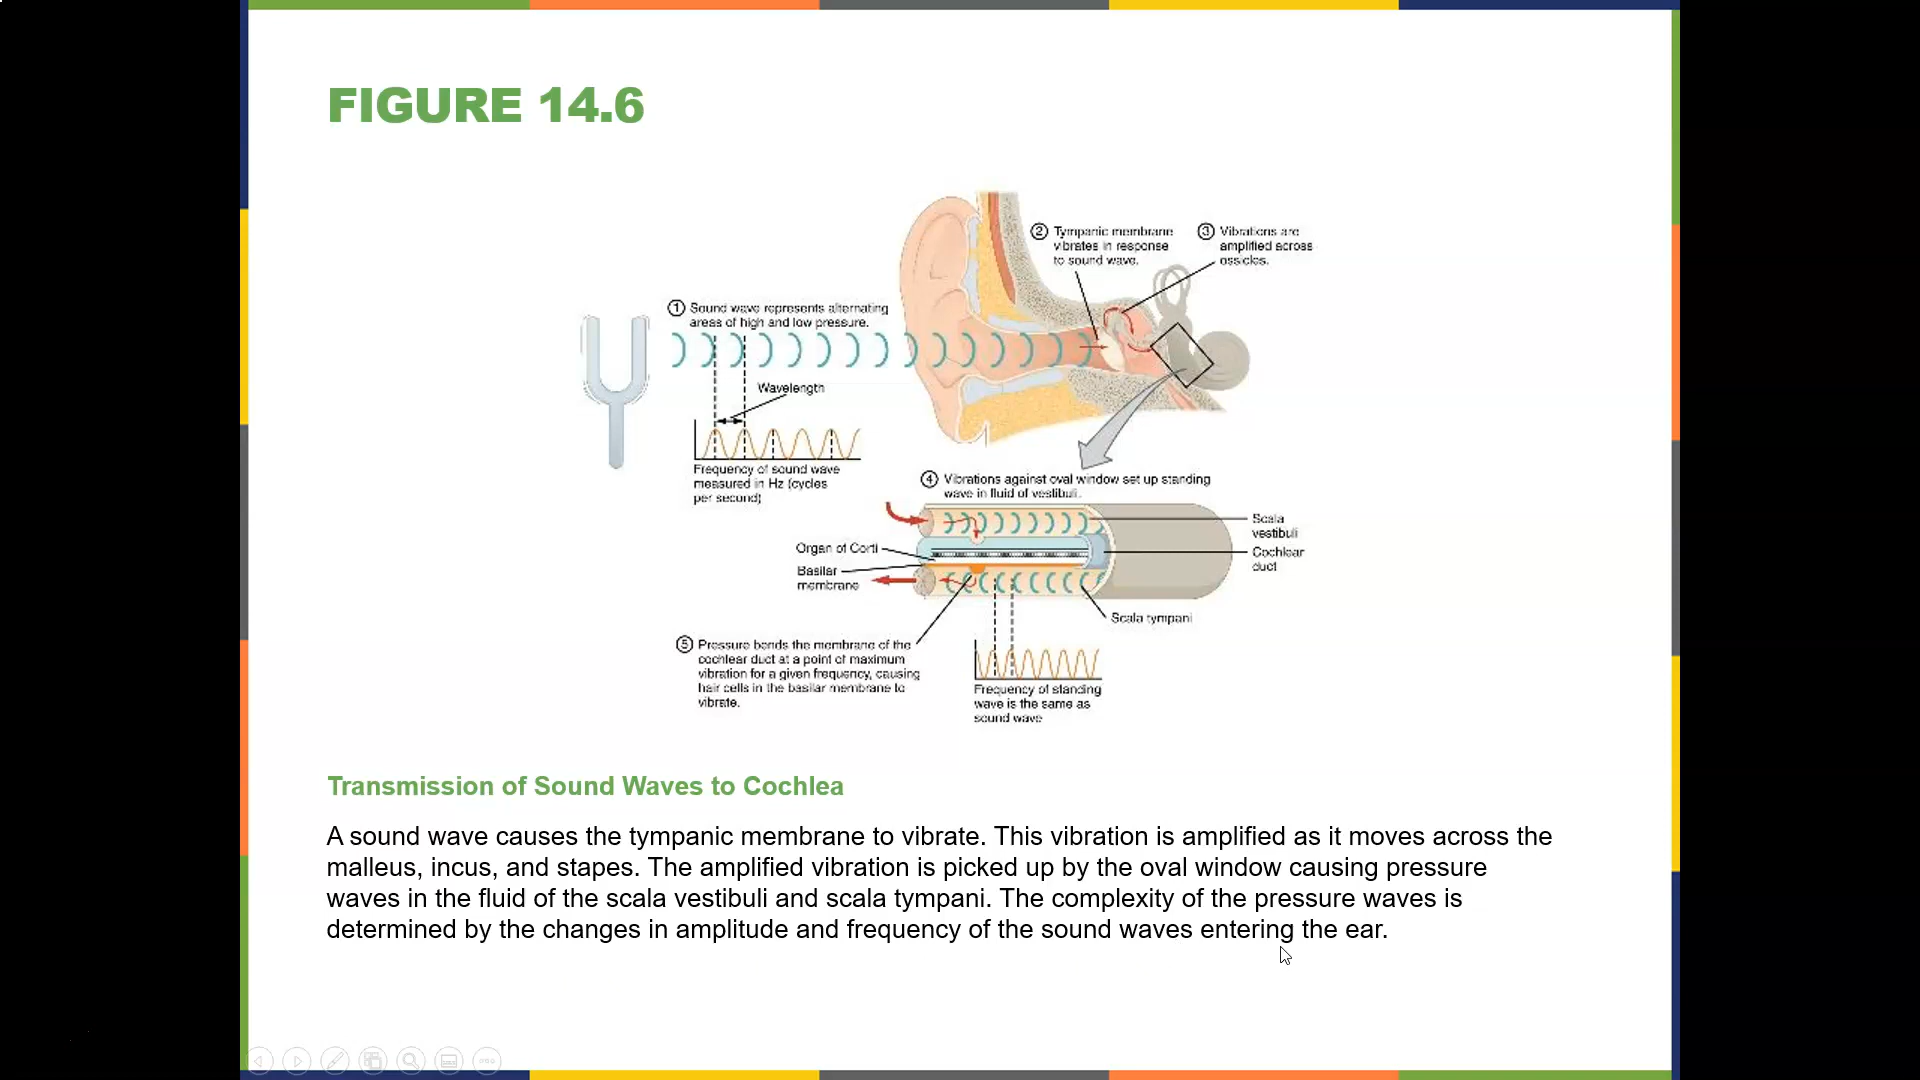 FIGURE 14.6
① Sound wave represents alternating
areas of high and low pressure.
② Tympanic membrane
vibrates in response
to sound wave.
③ Vibrations are
amplified across
ossicles.
Wavelength
Frequency of sound wave
measured in Hz (cycles
per second)
④ Vibrations against oval window set up standing
wave in fluid of vestibuli.
Scala
vestibuli
Cochlear
duct
Organ of Corti
Basilar
membrane
Scala tympani
⑤ Pressure bends the membrane of the
cochlear duct at a point of maximum
vibration for a given frequency, causing
hair cells in the basilar membrane to
vibrate.
Frequency of standing
wave is the same as
sound wave
Transmission of Sound Waves to Cochlea
A sound wave causes the tympanic membrane to vibrate. This vibration is amplified as it moves across the
malleus, incus, and stapes. The amplified vibration is picked up by the oval window causing pressure
waves in the fluid of the scala vestibuli and scala tympani. The complexity of the pressure waves is
determined by the changes in amplitude and frequency of the sound waves entering the ear.